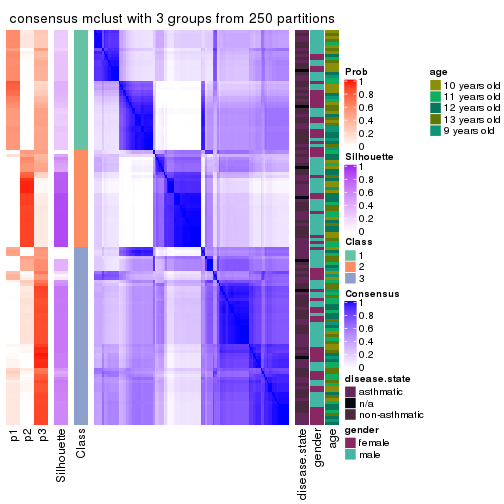 consensus mclust with 3 groups from 250 partitions
Prob
1
0.8
0.6
0.4
0.2
0
Silhouette
1
0.8
0.6
0.4
0.2
0
Class
1
2
3
Consensus
1
0.8
0.6
0.4
0.2
0
disease.state
asthmatic
n/a
non-asthmatic
gender
female
male
age
10 years old
11 years old
12 years old
13 years old
9 years old
p1
p2
p3
Silhouette
Class
disease.state
gender
age